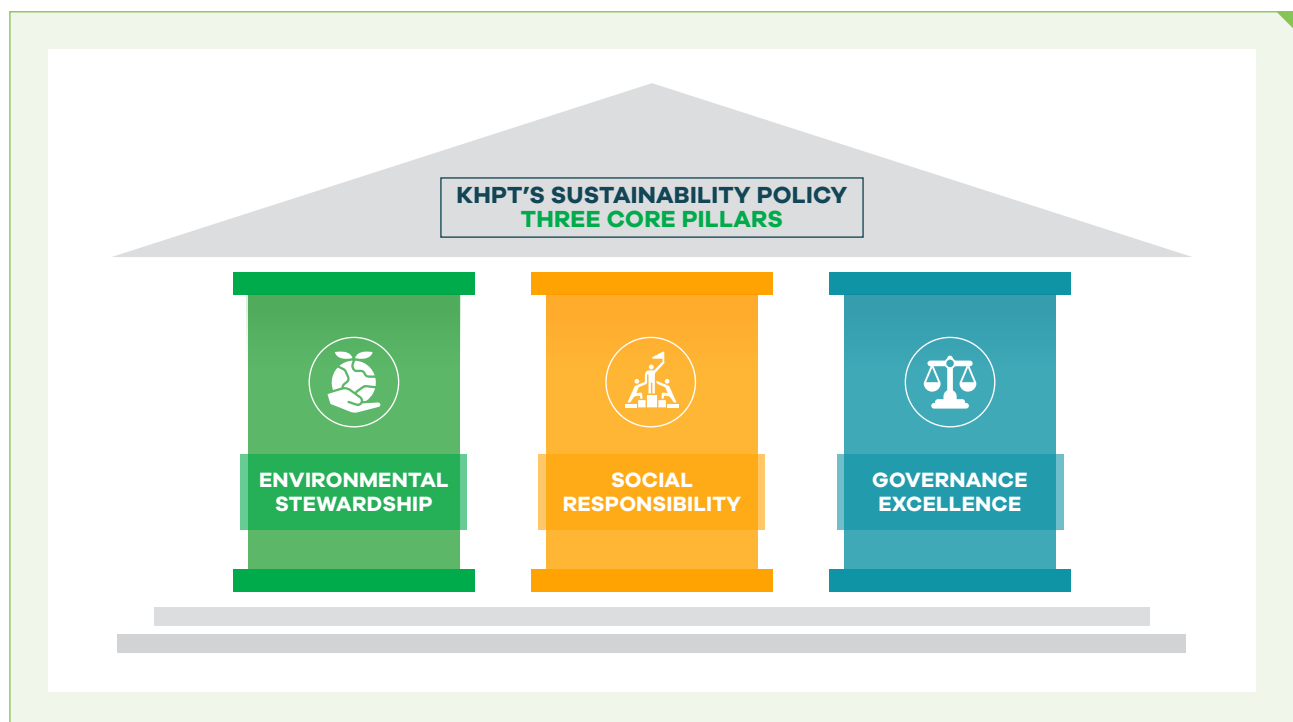 KHPT’S SUSTAINABILITY POLICY
THREE CORE PILLARS
ENVIRONMENTAL
STEWARDSHIP
SOCIAL
RESPONSIBILITY
GOVERNANCE
EXCELLENCE